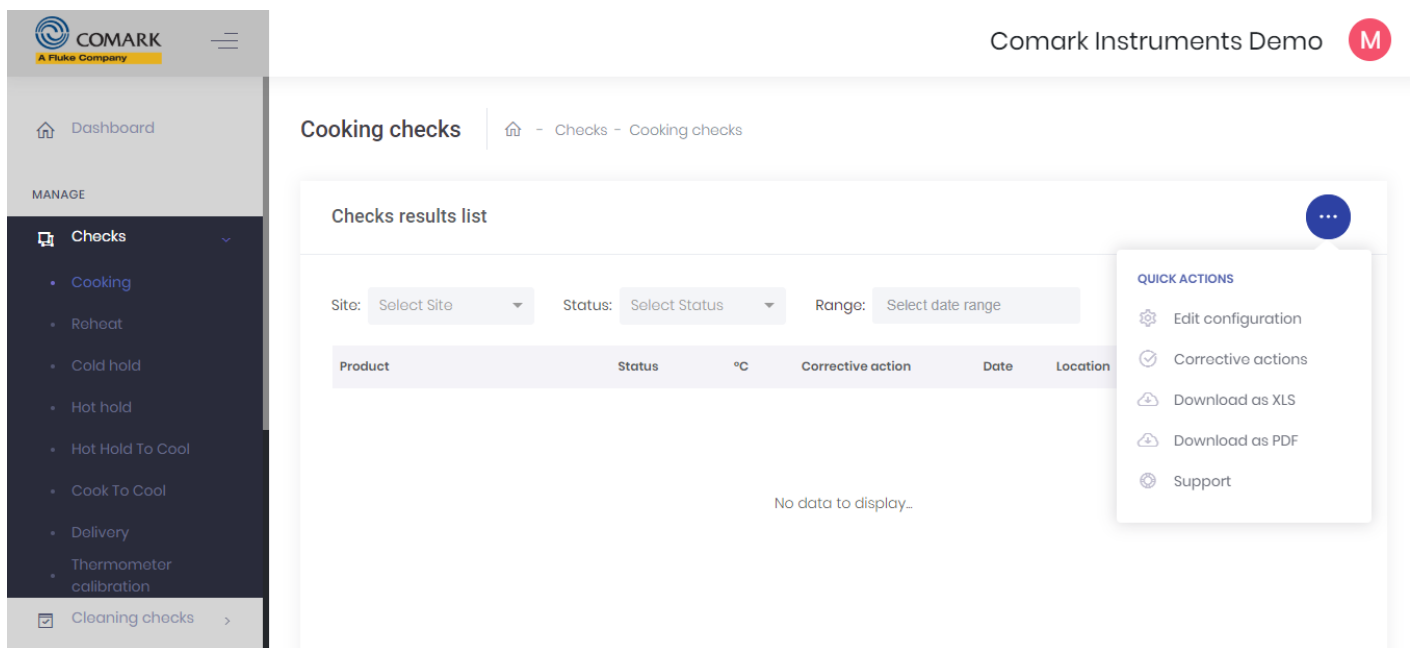 COMARK
A Fluke Company
Comark Instruments Demo
M
Dashboard
MANAGE
Checks
Cooking
Reheat
Cold hold
Hot hold
Hot Hold To Cool
Cook To Cool
Delivery
Thermometer
calibration
Cleaning checks
Cooking checks
- Checks - Cooking checks
Checks results list
Site: Select Site Status: Select Status Range: Select date range
Product Status °C Corrective action Date Location
No data to display...
QUICK ACTIONS
Edit configuration
Corrective actions
Download as XLS
Download as PDF
Support